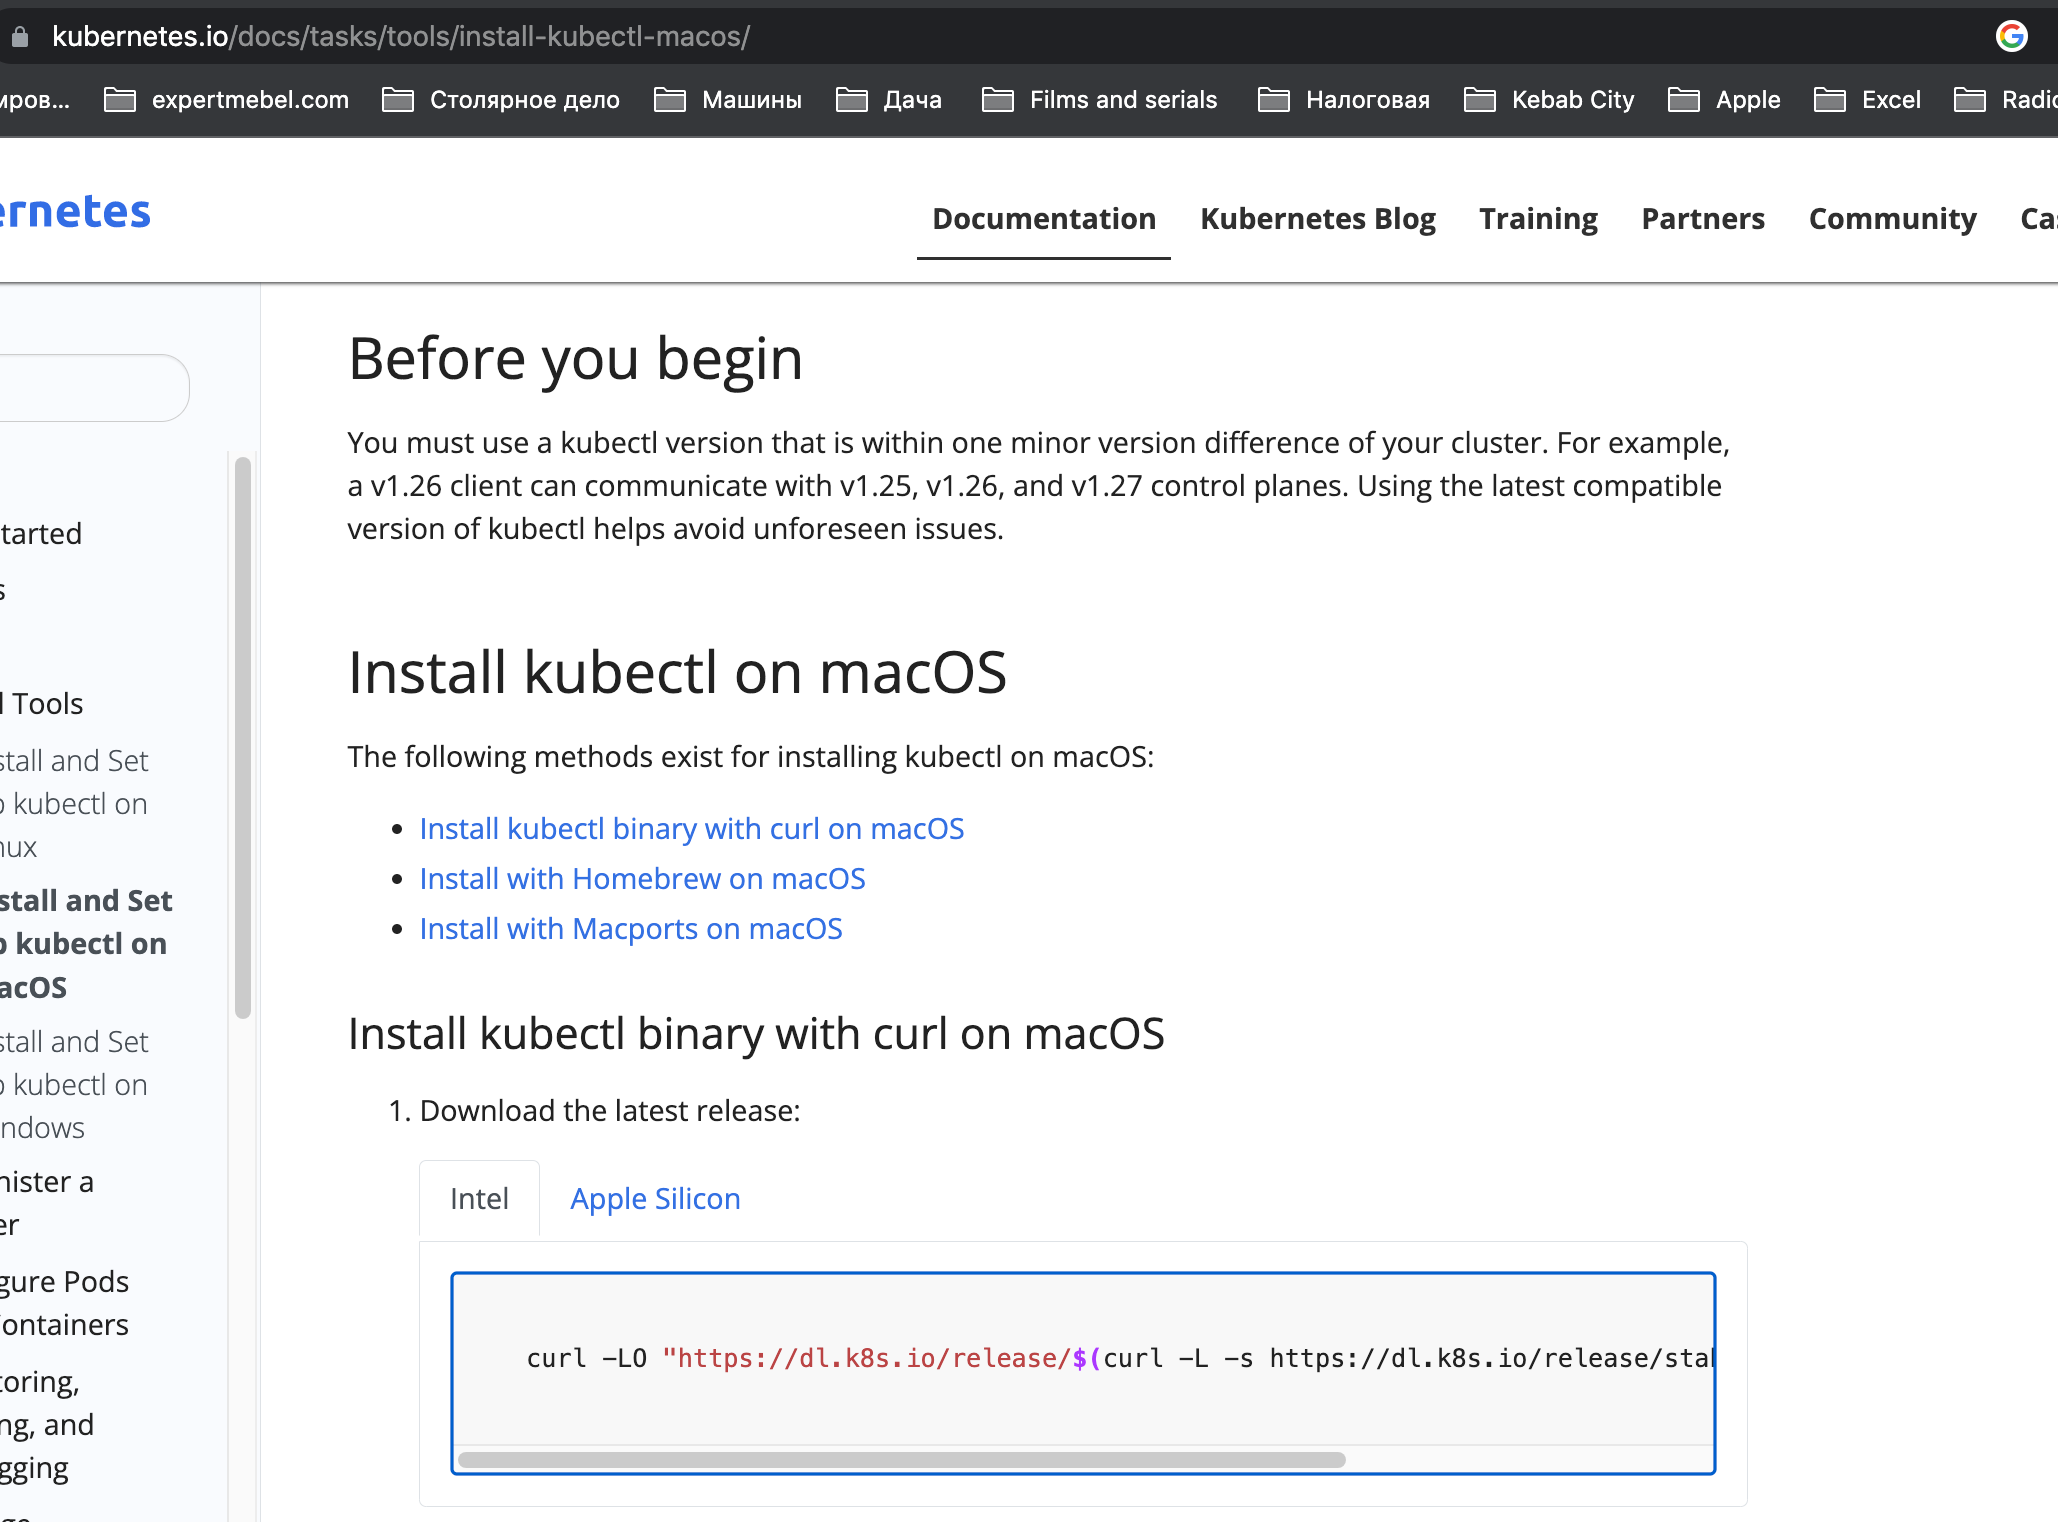 kubernetes.io/docs/tasks/tools/install-kubectl-macos/
expertmebel.com Столярное дело Машины Дача Films and serials Налоговая Kebab City Apple Excel
ernetes
Documentation Kubernetes Blog Training Partners Community
Before you begin
You must use a kubectl version that is within one minor version difference of your cluster. For example,
a v1.26 client can communicate with v1.25, v1.26, and v1.27 control planes. Using the latest compatible
version of kubectl helps avoid unforeseen issues.
Install kubectl on macOS
The following methods exist for installing kubectl on macOS:
Install kubectl binary with curl on macOS
Install with Homebrew on macOS
Install with Macports on macOS
Install kubectl binary with curl on macOS
1. Download the latest release:
Intel Apple Silicon
curl -LO "https://dl.k8s.io/release/$(curl -L -s https://dl.k8s.io/release/sta
tarted
s
l Tools
stall and Set
kubectl on
nux
stall and Set
kubectl on
acOS
stall and Set
kubectl on
ndows
nister a
er
gure Pods
ontainers
toring,
ng, and
gging